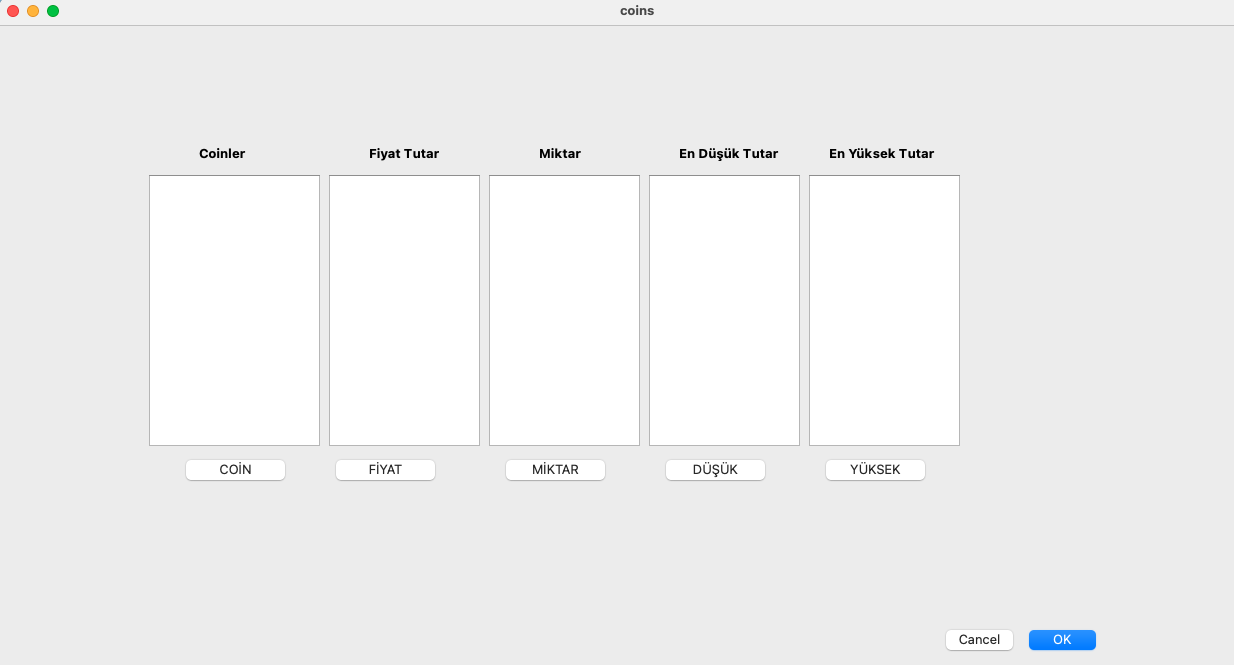 coins
Coinler Fiyat Tutar Miktar En Düşük Tutar En Yüksek Tutar
COİN FİYAT MİKTAR DÜŞÜK YÜKSEK
Cancel OK